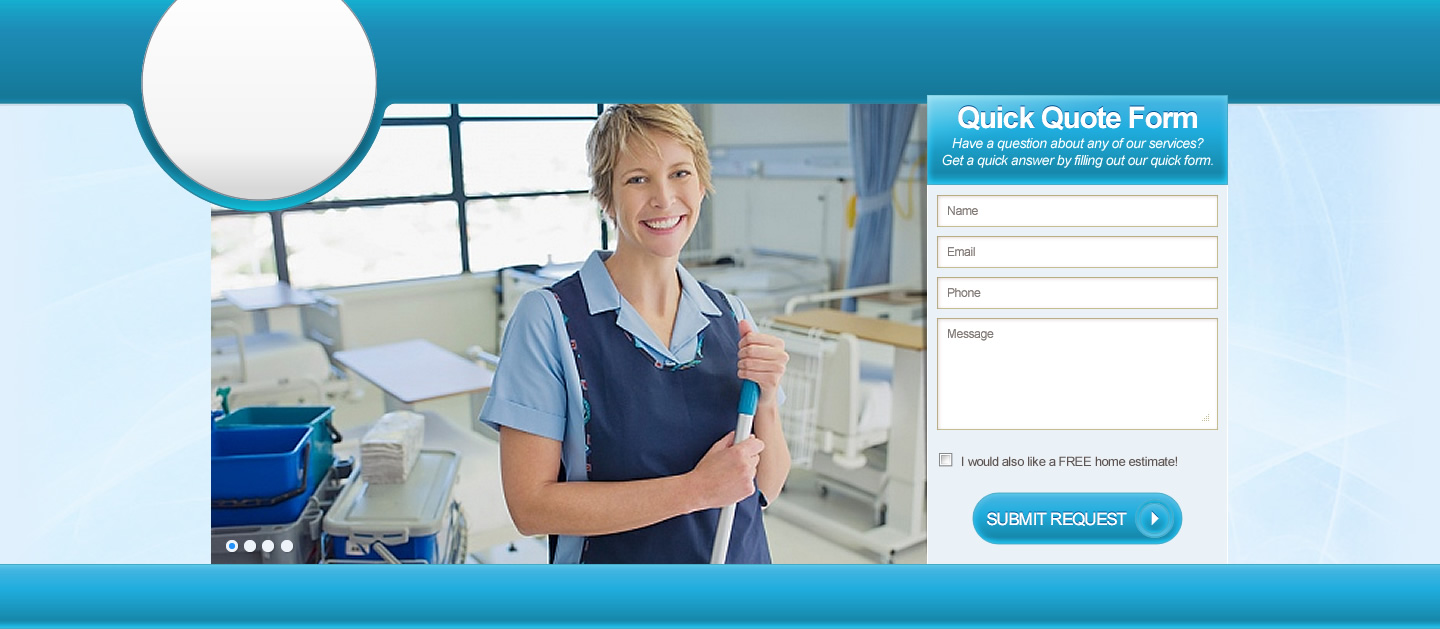 Quick Quote Form
Have a question about any of our services?
Get a quick answer by filling out our quick form.
Name
Email
Phone
Message
I would also like a FREE home estimate!
SUBMIT REQUEST